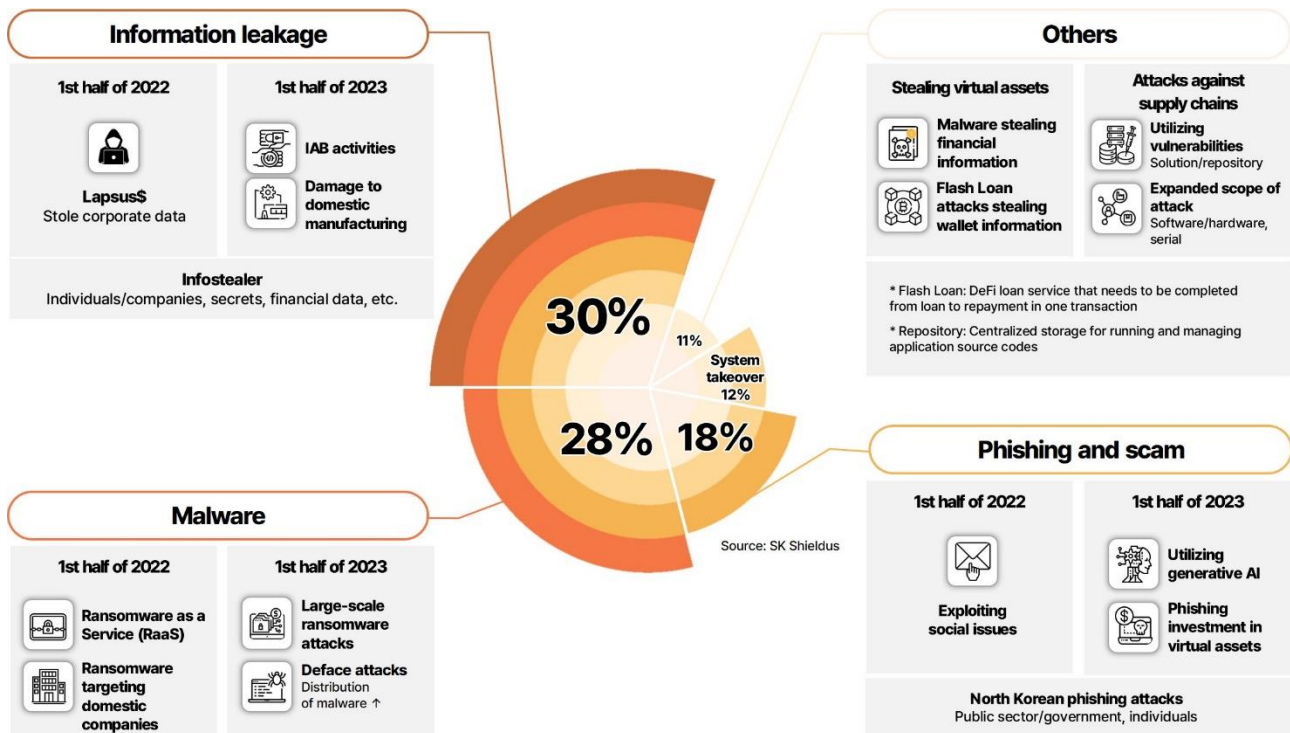 Information leakage
1st half of 2022
Lapsus$
Stole corporate data
1st half of 2023
IAB activities
Damage to
domestic
manufacturing
Infostealer
Individuals/companies, secrets, financial data, etc.
Others
Stealing virtual assets
Malware stealing
financial
information
Flash Loan
attacks stealing
wallet information
Attacks against
supply chains
Utilizing
vulnerabilities
Solution/repository
Expanded scope of
attack
Software/hardware,
serial
* Flash Loan: DeFi loan service that needs to be completed
from loan to repayment in one transaction
* Repository: Centralized storage for running and managing
application source codes
30%
11%
System
takeover
12%
28%
18%
Source: SK Shieldus
Malware
1st half of 2022
Ransomware as a
Service (RaaS)
Ransomware
targeting
domestic
companies
1st half of 2023
Large-scale
ransomware
attacks
Deface attacks
Distribution
of malware ↑
Phishing and scam
1st half of 2022
Exploiting
social issues
1st half of 2023
Utilizing
generative AI
Phishing
investment in
virtual assets
North Korean phishing attacks
Public sector/government, individuals